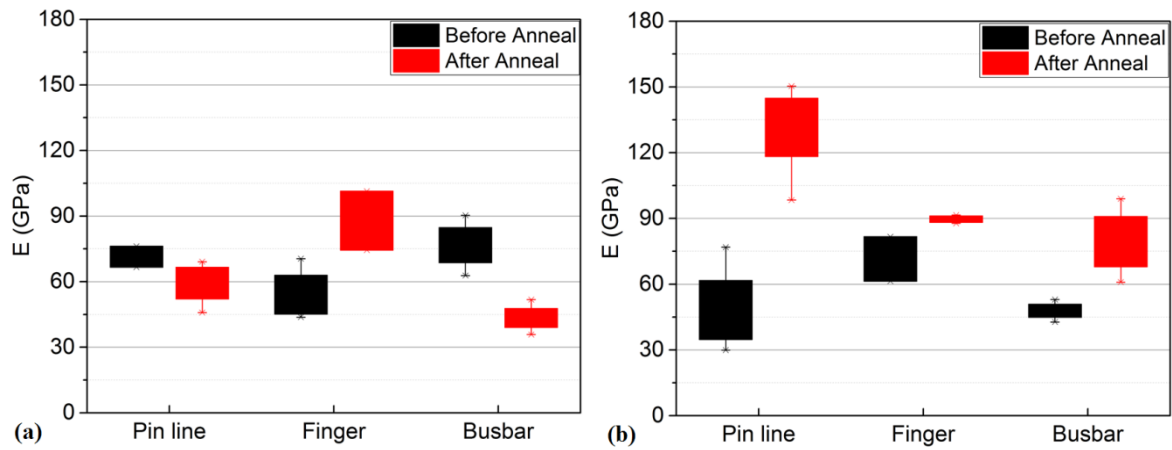 180
150
120
90
60
30
0
E (GPa)
Before Anneal
After Anneal
Pin line Finger Busbar
(a)
180
150
120
90
60
30
0
E (GPa)
Before Anneal
After Anneal
Pin line Finger Busbar
(b)